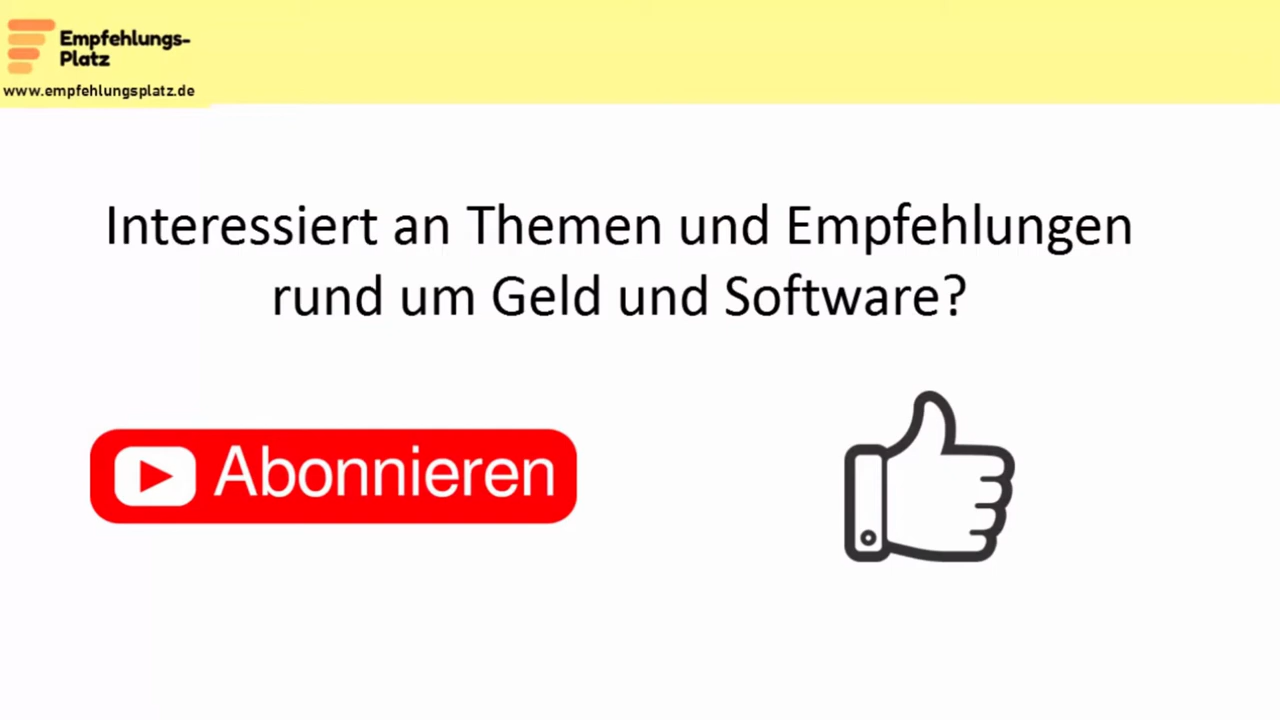 Empfehlungs-
Platz
www.empfehlungsplatz.de
Interessiert an Themen und Empfehlungen
rund um Geld und Software?
Abonnieren